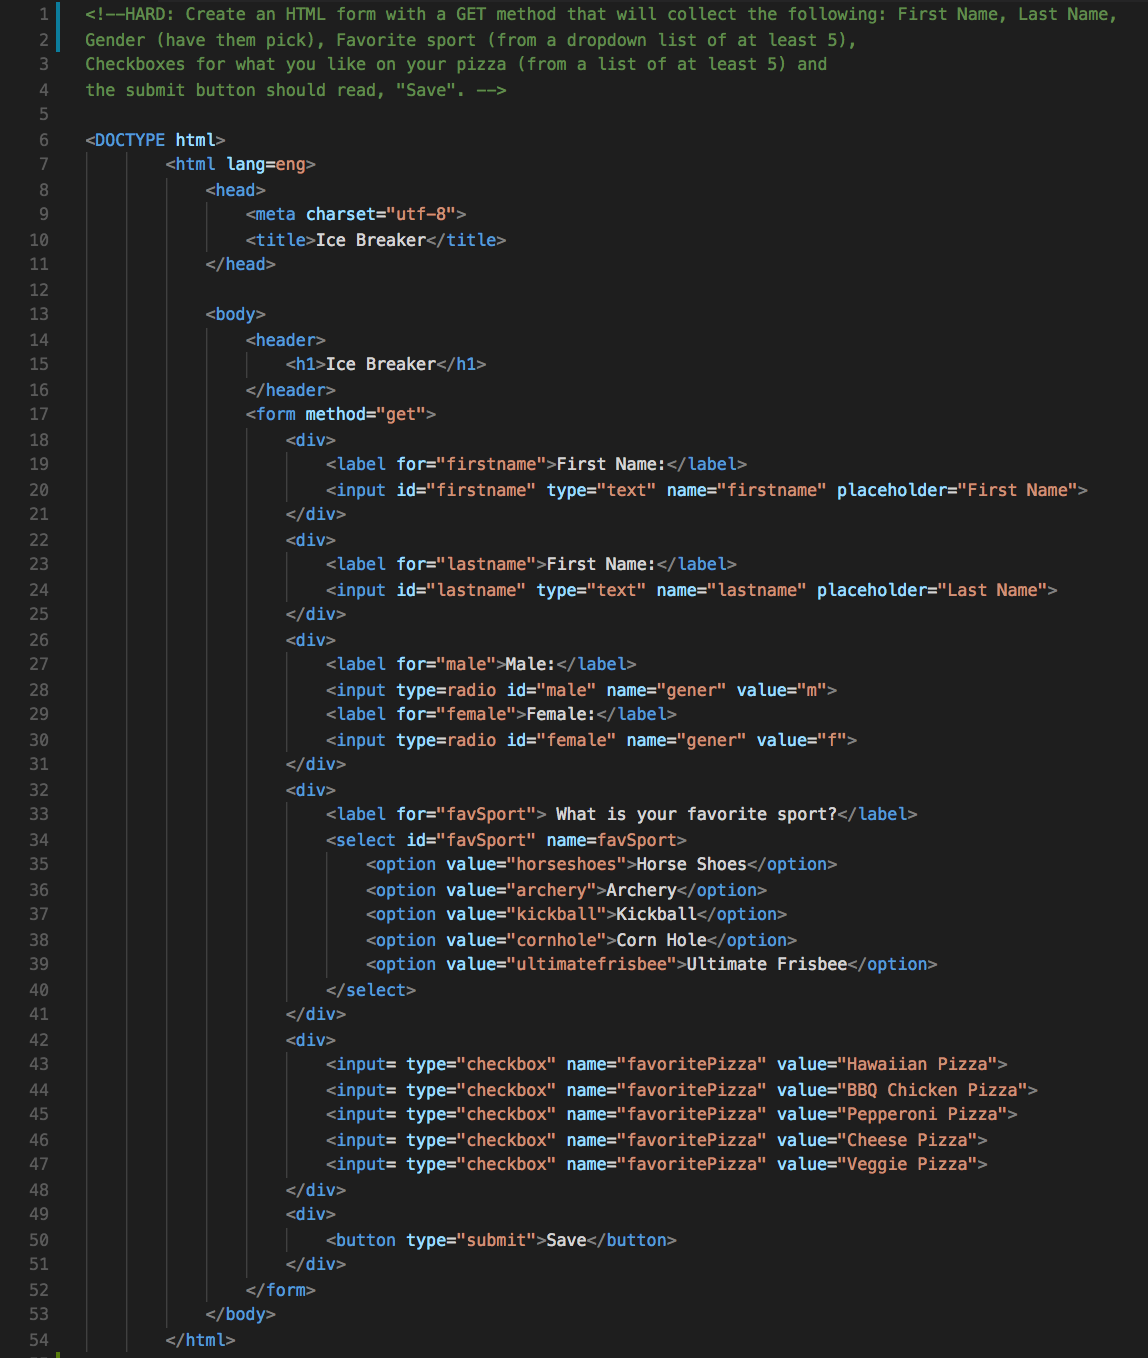 1 <!--HARD: Create an HTML form with a GET method that will collect the following: First Name, Last Name,
2 Gender (have them pick), Favorite sport (from a dropdown list of at least 5),
3 Checkboxes for what you like on your pizza (from a list of at least 5) and
4 the submit button should read, "Save". -->
5
6 <DOCTYPE html>
7 <html lang=eng>
8 <head>
9 <meta charset="utf-8">
10 <title>Ice Breaker</title>
11 </head>
12
13 <body>
14 <header>
15 <h1>Ice Breaker</h1>
16 </header>
17 <form method="get">
18 <div>
19 <label for="firstname">First Name:</label>
20 <input id="firstname" type="text" name="firstname" placeholder="First Name">
21 </div>
22 <div>
23 <label for="lastname">First Name:</label>
24 <input id="lastname" type="text" name="lastname" placeholder="Last Name">
25 </div>
26 <div>
27 <label for="male">Male:</label>
28 <input type=radio id="male" name="gener" value="m">
29 <label for="female">Female:</label>
30 <input type=radio id="female" name="gener" value="f">
31 </div>
32 <div>
33 <label for="favSport"> What is your favorite sport?</label>
34 <select id="favSport" name=favSport>
35 <option value="horseshoes">Horse Shoes</option>
36 <option value="archery">Archery</option>
37 <option value="kickball">Kickball</option>
38 <option value="cornhole">Corn Hole</option>
39 <option value="ultimatefrisbee">Ultimate Frisbee</option>
40 </select>
41 </div>
42 <div>
43 <input= type="checkbox" name="favoritePizza" value="Hawaiian Pizza">
44 <input= type="checkbox" name="favoritePizza" value="BBQ Chicken Pizza">
45 <input= type="checkbox" name="favoritePizza" value="Pepperoni Pizza">
46 <input= type="checkbox" name="favoritePizza" value="Cheese Pizza">
47 <input= type="checkbox" name="favoritePizza" value="Veggie Pizza">
48 </div>
49 <div>
50 <button type="submit">Save</button>
51 </div>
52 </form>
53 </body>
54 </html>